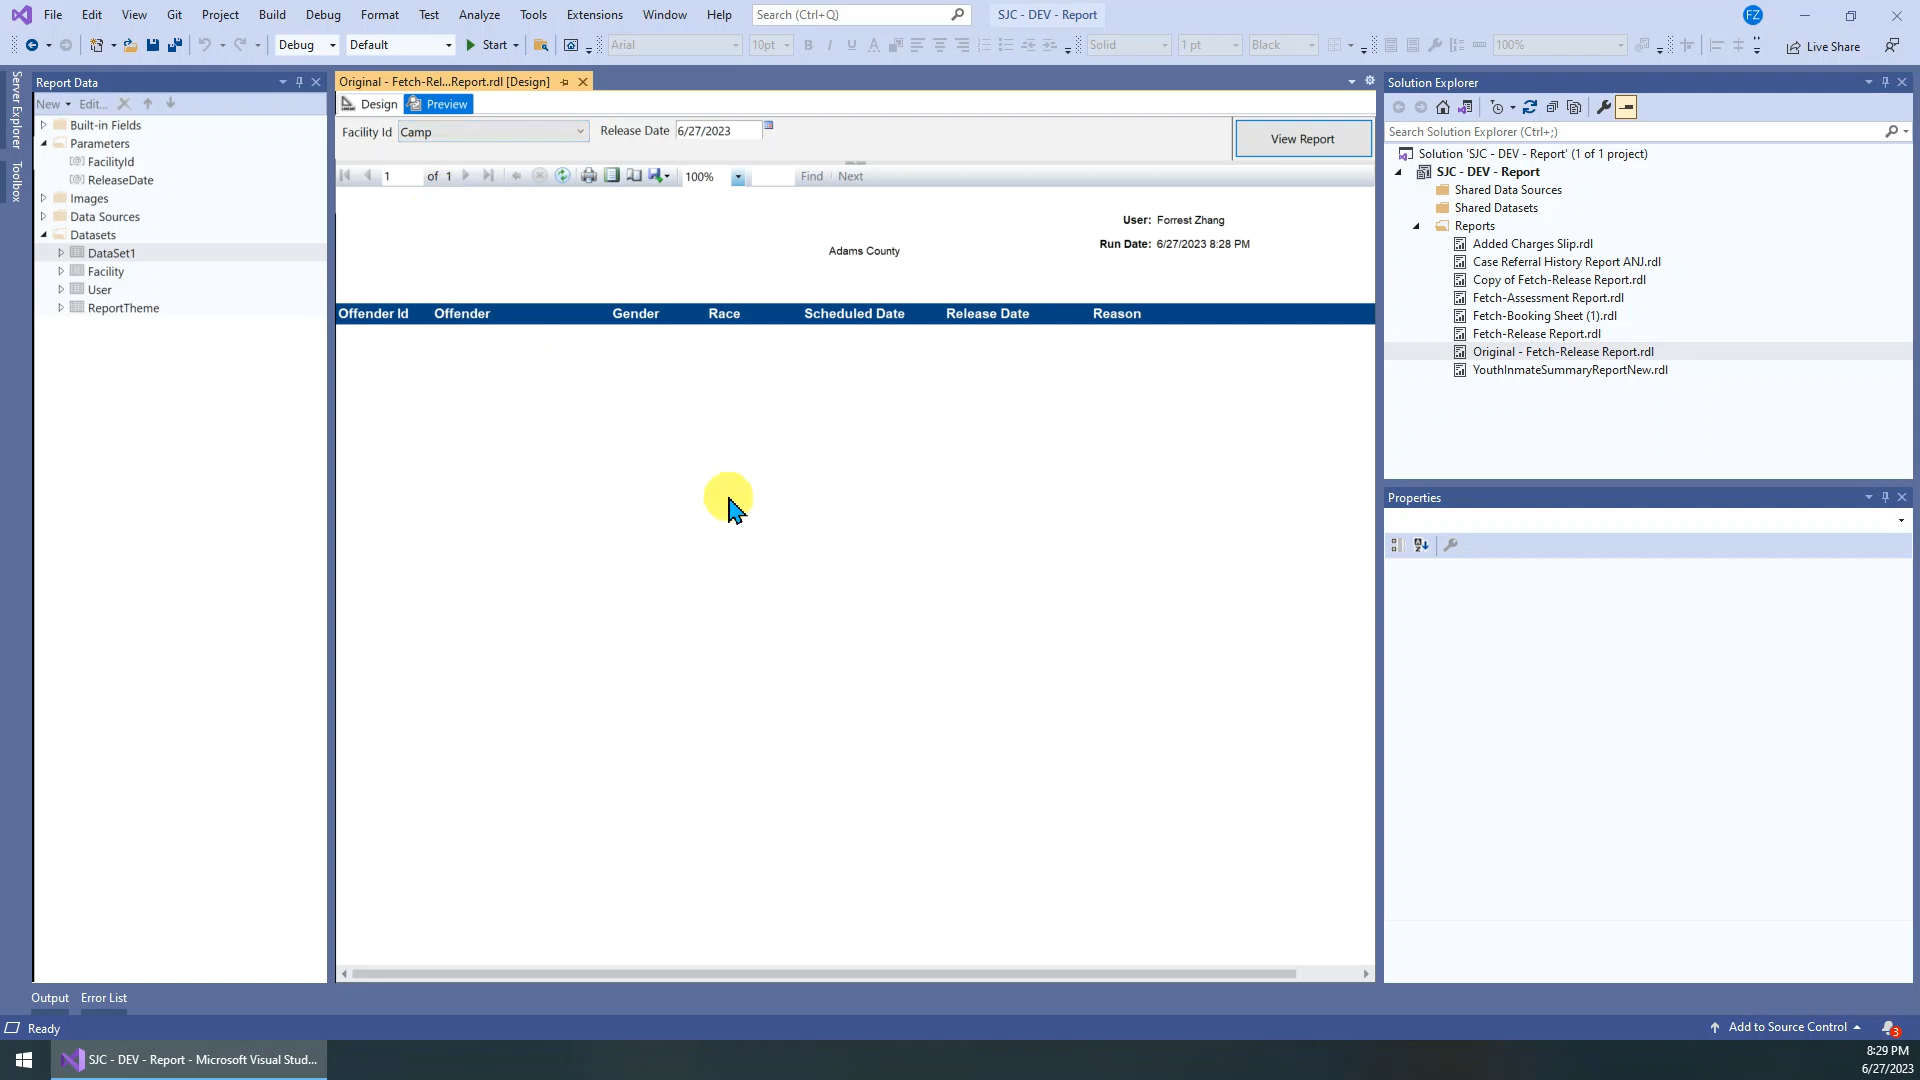 File Edit View Git Project Build Debug Format Test Analyze Tools Extensions Window Help Search (Ctrl+Q) SJC - DEV - Report FZ
Debug Default Start Arial 10pt B I U A Solid 1 pt Black 100% Live Share
Server Explorer
Toolbox
Report Data
New Edit...
Built-in Fields
Parameters
FacilityId
ReleaseDate
Images
Data Sources
Datasets
DataSet1
Facility
User
ReportTheme
Original - Fetch-Rel...Report.rdl [Design]
Design Preview
Facility Id Camp Release Date 6/27/2023 View Report
1 of 1 100% Find Next
User: Forrest Zhang
Run Date: 6/27/2023 8:28 PM
Adams County
Offender Id Offender Gender Race Scheduled Date Release Date Reason
Solution Explorer
Search Solution Explorer (Ctrl+;)
Solution 'SJC - DEV - Report' (1 of 1 project)
SJC - DEV - Report
Shared Data Sources
Shared Datasets
Reports
Added Charges Slip.rdl
Case Referral History Report ANJ.rdl
Copy of Fetch-Release Report.rdl
Fetch-Assessment Report.rdl
Fetch-Booking Sheet (1).rdl
Fetch-Release Report.rdl
Original - Fetch-Release Report.rdl
YouthInmateSummaryReportNew.rdl
Properties
Output Error List
Ready Add to Source Control 3
SJC - DEV - Report - Microsoft Visual Stud...
8:29 PM
6/27/2023